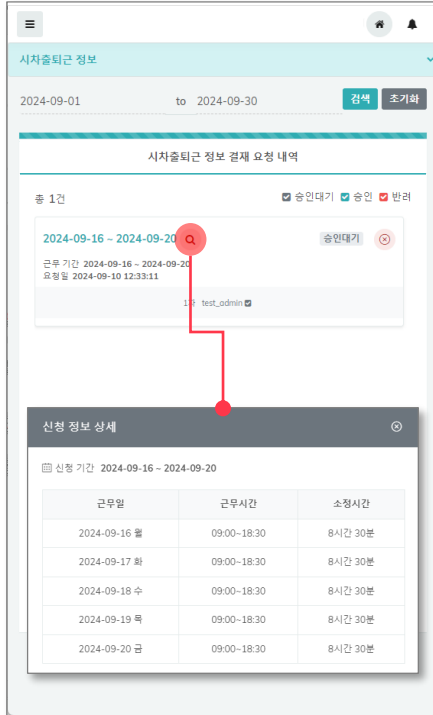 시차출퇴근 정보
2024-09-01 to 2024-09-30 검색 초기화
시차출퇴근 정보 결재 요청 내역
총 1건 승인대기 승인 반려
2024-09-16 ~ 2024-09-20 승인대기
근무 기간 2024-09-16 ~ 2024-09-20
요청일 2024-09-10 12:33:11
1차 test_admin
신청 정보 상세
신청 기간 2024-09-16 ~ 2024-09-20
근무일 근무시간 소정시간
2024-09-16 월 09:00~18:30 8시간 30분
2024-09-17 화 09:00~18:30 8시간 30분
2024-09-18 수 09:00~18:30 8시간 30분
2024-09-19 목 09:00~18:30 8시간 30분
2024-09-20 금 09:00~18:30 8시간 30분